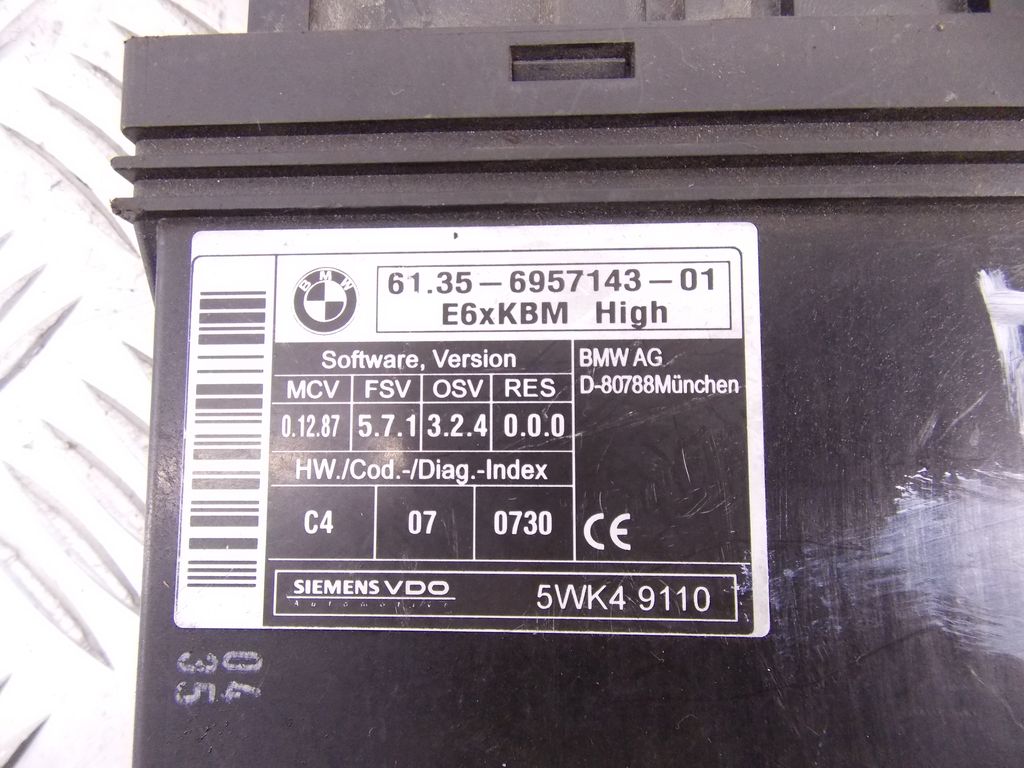 BMW
61.35-6957143-01
E6xKBM High
Software, Version
MCV FSV OSV RES
0.12.87 5.7.1 3.2.4 0.0.0
HW./Cod.-/Diag.-Index
C4 07 0730
BMW AG
D-80788München
CE
SIEMENS VDO
Automotive
5WK4 9110
04
35